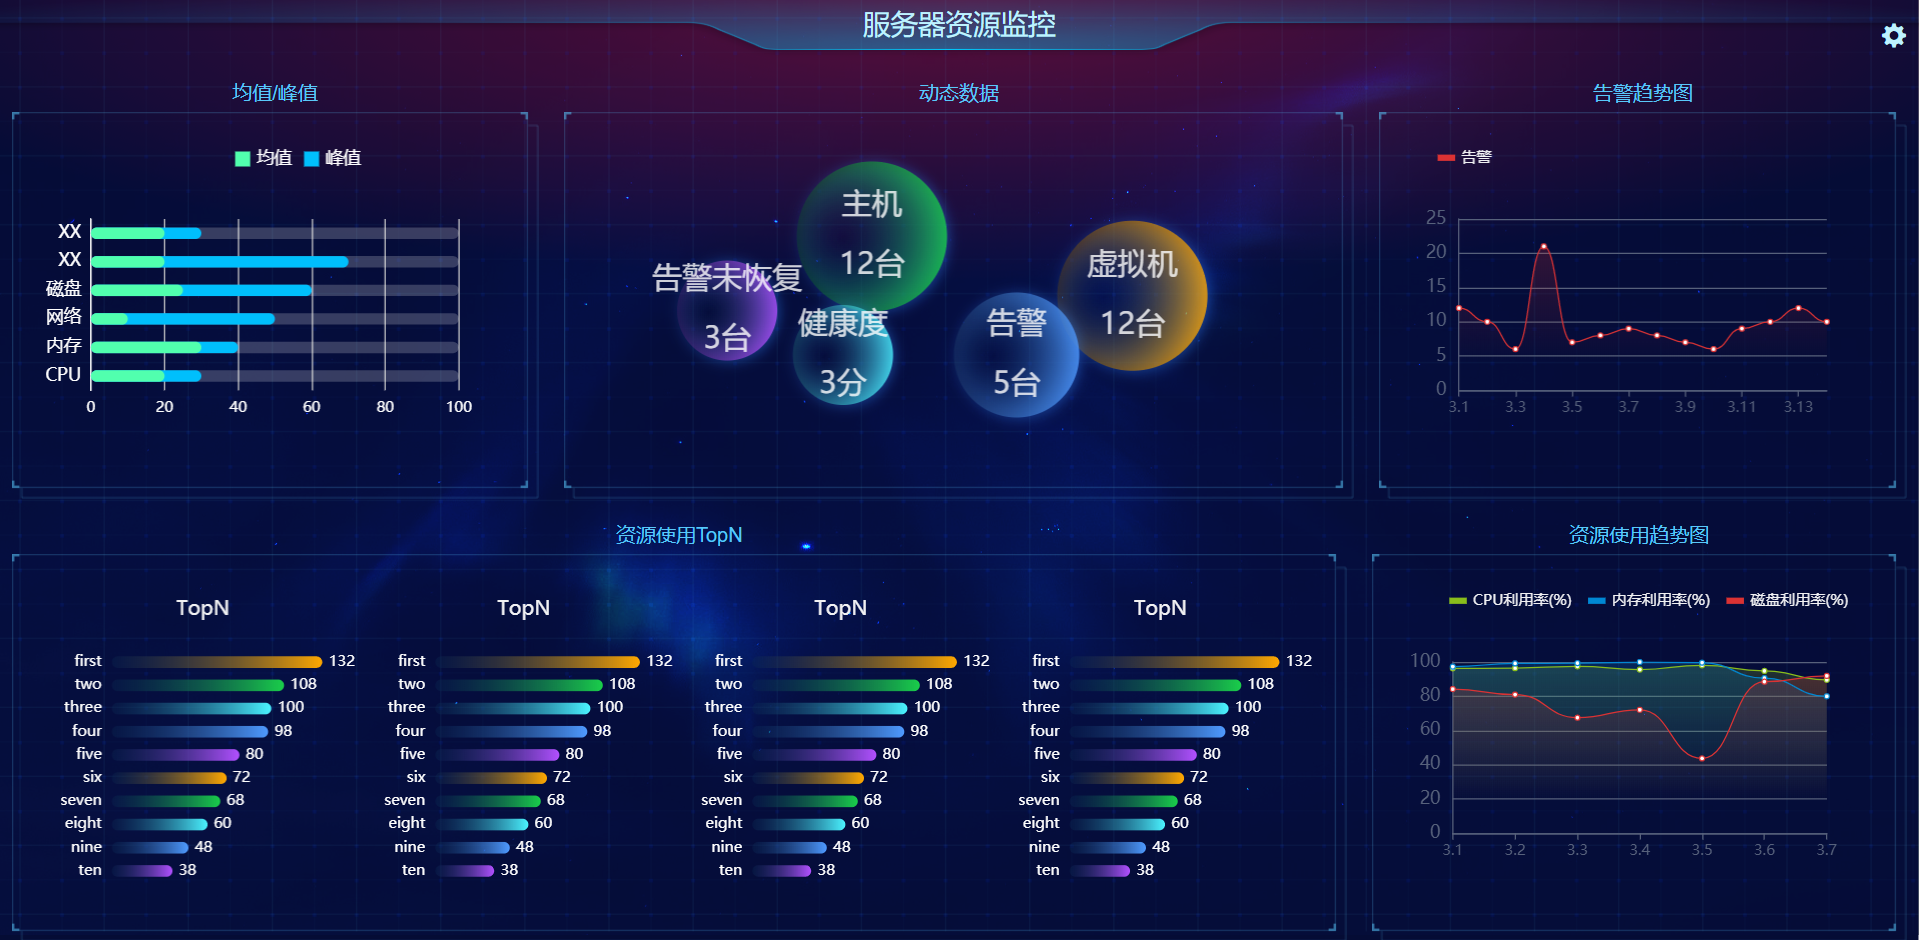 服务器资源监控
均值/峰值
均值 峰值
XX
XX
磁盘
网络
内存
CPU
0 20 40 60 80 100
动态数据
主机
12台
告警未恢复
3台
健康度
3分
告警
5台
虚拟机
12台
告警趋势图
告警
25
20
15
10
5
0
3.1 3.3 3.5 3.7 3.9 3.11 3.13
资源使用TopN
TopN
first 132
two 108
three 100
four 98
five 80
six 72
seven 68
eight 60
nine 48
ten 38
TopN
first 132
two 108
three 100
four 98
five 80
six 72
seven 68
eight 60
nine 48
ten 38
TopN
first 132
two 108
three 100
four 98
five 80
six 72
seven 68
eight 60
nine 48
ten 38
TopN
first 132
two 108
three 100
four 98
five 80
six 72
seven 68
eight 60
nine 48
ten 38
资源使用趋势图
CPU利用率(%) 内存利用率(%) 磁盘利用率(%)
100
80
60
40
20
0
3.1 3.2 3.3 3.4 3.5 3.6 3.7